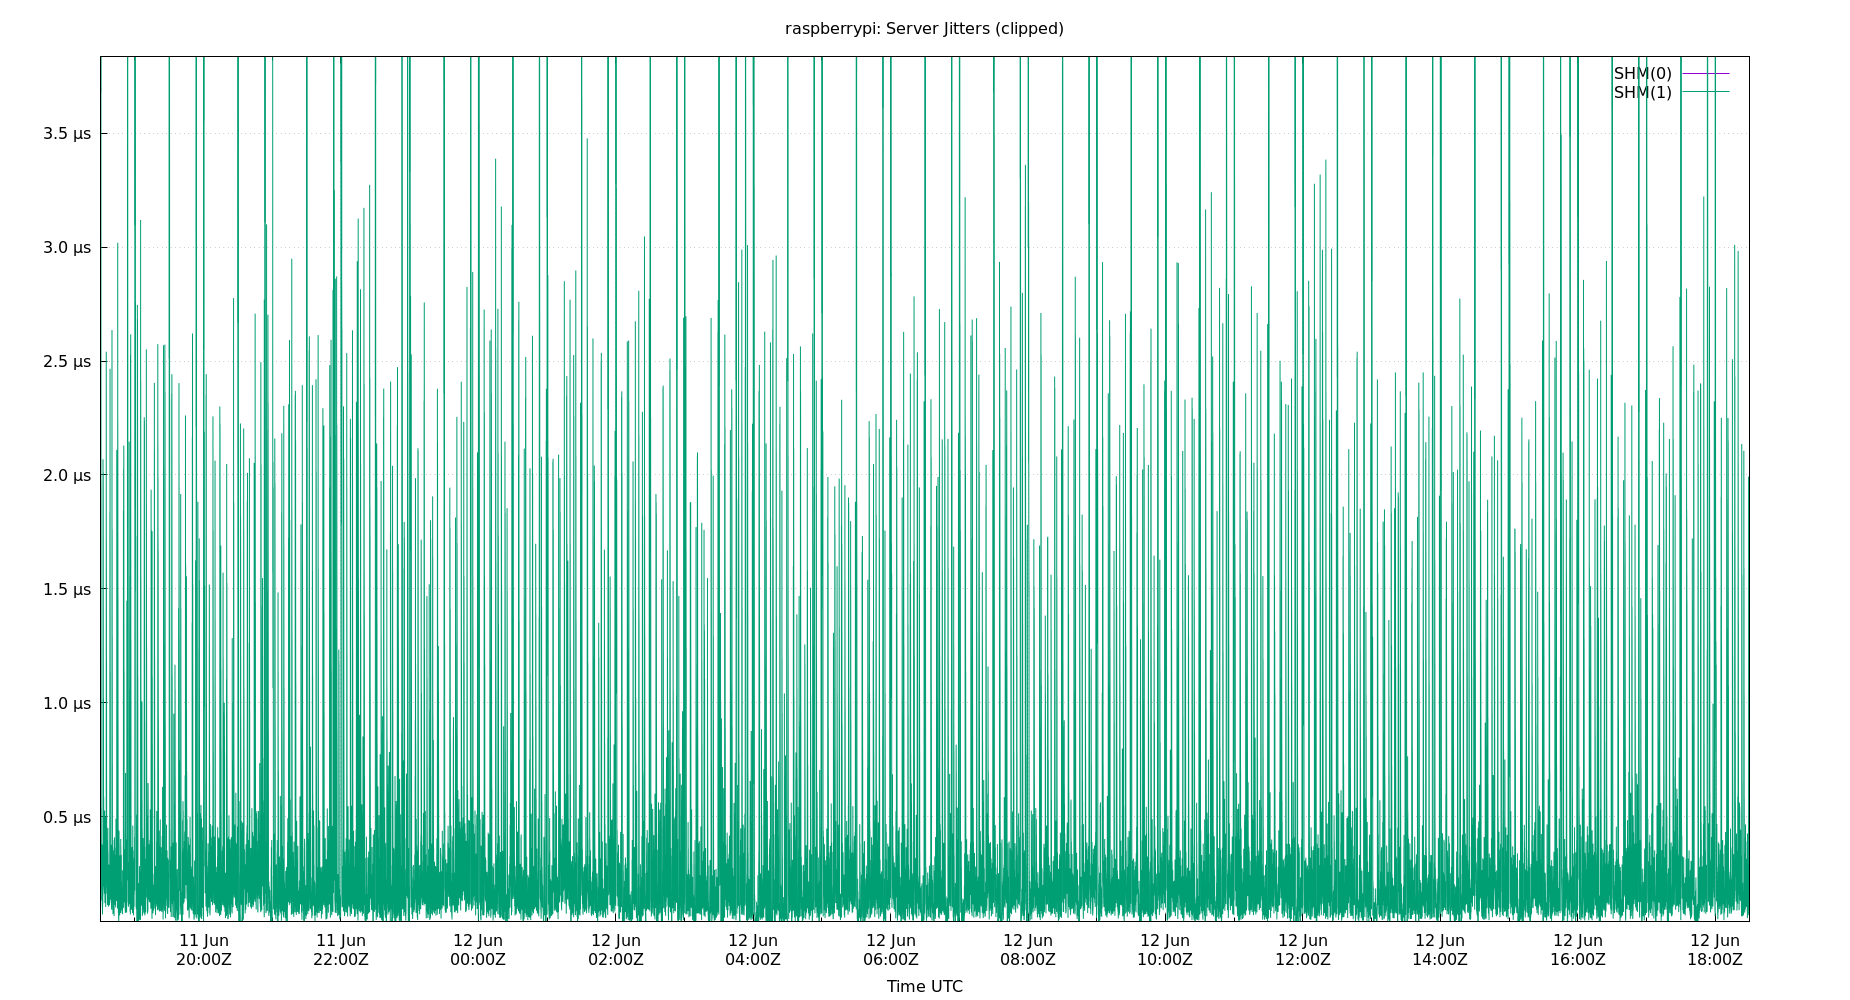 raspberrypi: Server Jitters (clipped)
SHM(0)
SHM(1)
3.5 µs
3.0 µs
2.5 µs
2.0 µs
1.5 µs
1.0 µs
0.5 µs
11 Jun 11 Jun 12 Jun 12 Jun 12 Jun 12 Jun 12 Jun 12 Jun 12 Jun 12 Jun 12 Jun 12 Jun
20:00Z 22:00Z 00:00Z 02:00Z 04:00Z 06:00Z 08:00Z 10:00Z 12:00Z 14:00Z 16:00Z 18:00Z
Time UTC